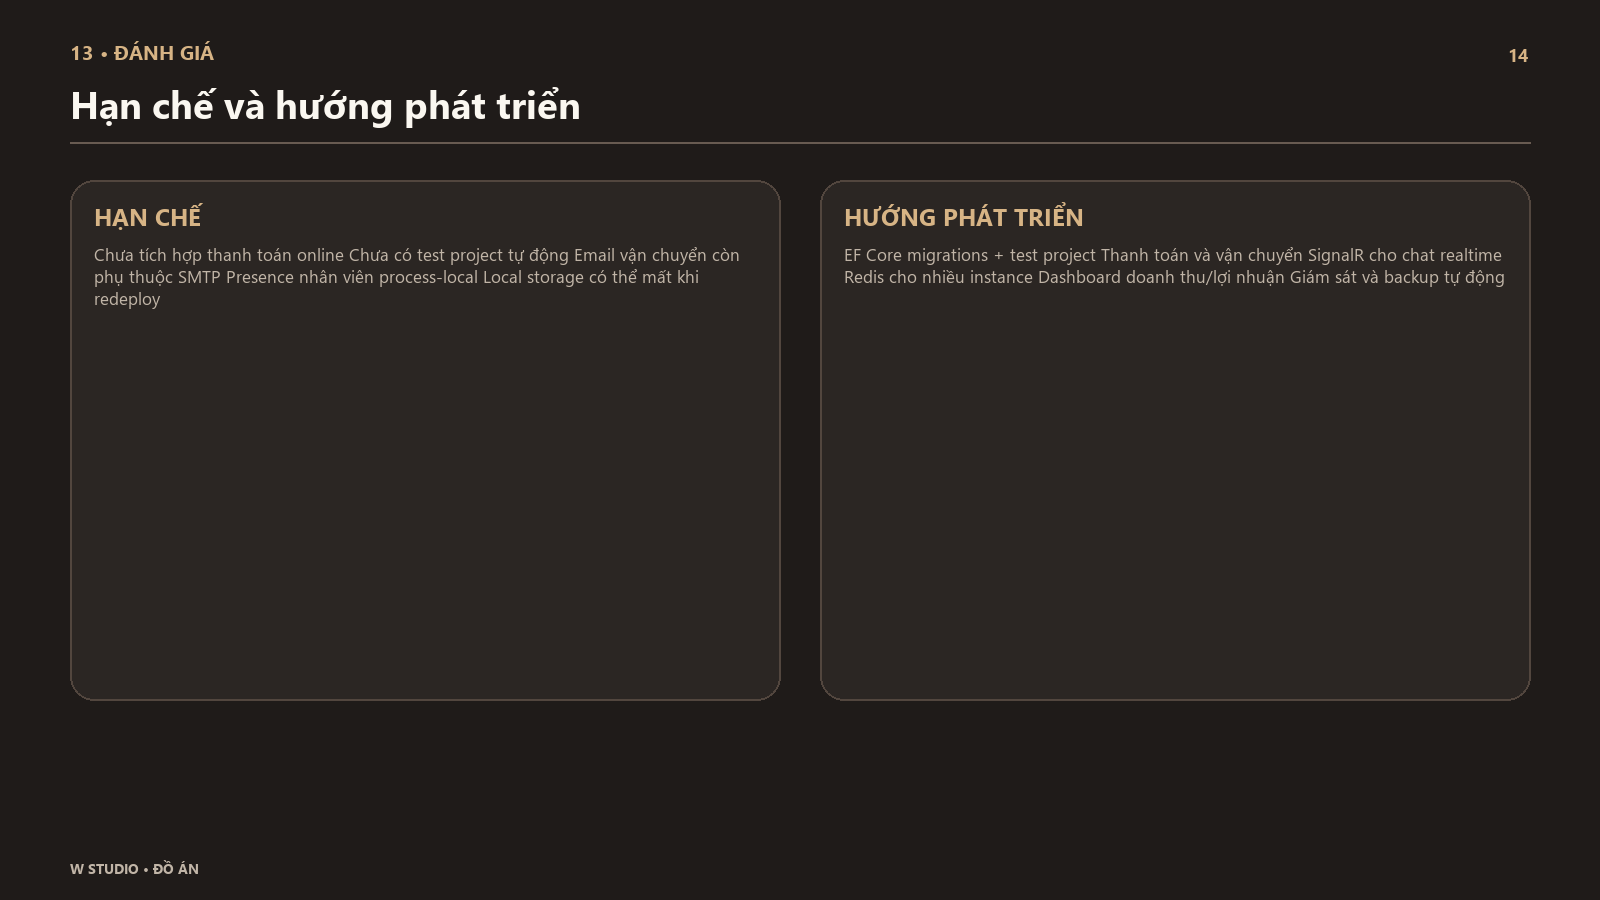 13 • ĐÁNH GIÁ
14
Hạn chế và hướng phát triển
HẠN CHẾ
Chưa tích hợp thanh toán online Chưa có test project tự động Email vận chuyển còn
phụ thuộc SMTP Presence nhân viên process-local Local storage có thể mất khi
redeploy
HƯỚNG PHÁT TRIỂN
EF Core migrations + test project Thanh toán và vận chuyển SignalR cho chat realtime
Redis cho nhiều instance Dashboard doanh thu/lợi nhuận Giám sát và backup tự động
W STUDIO • ĐỒ ÁN